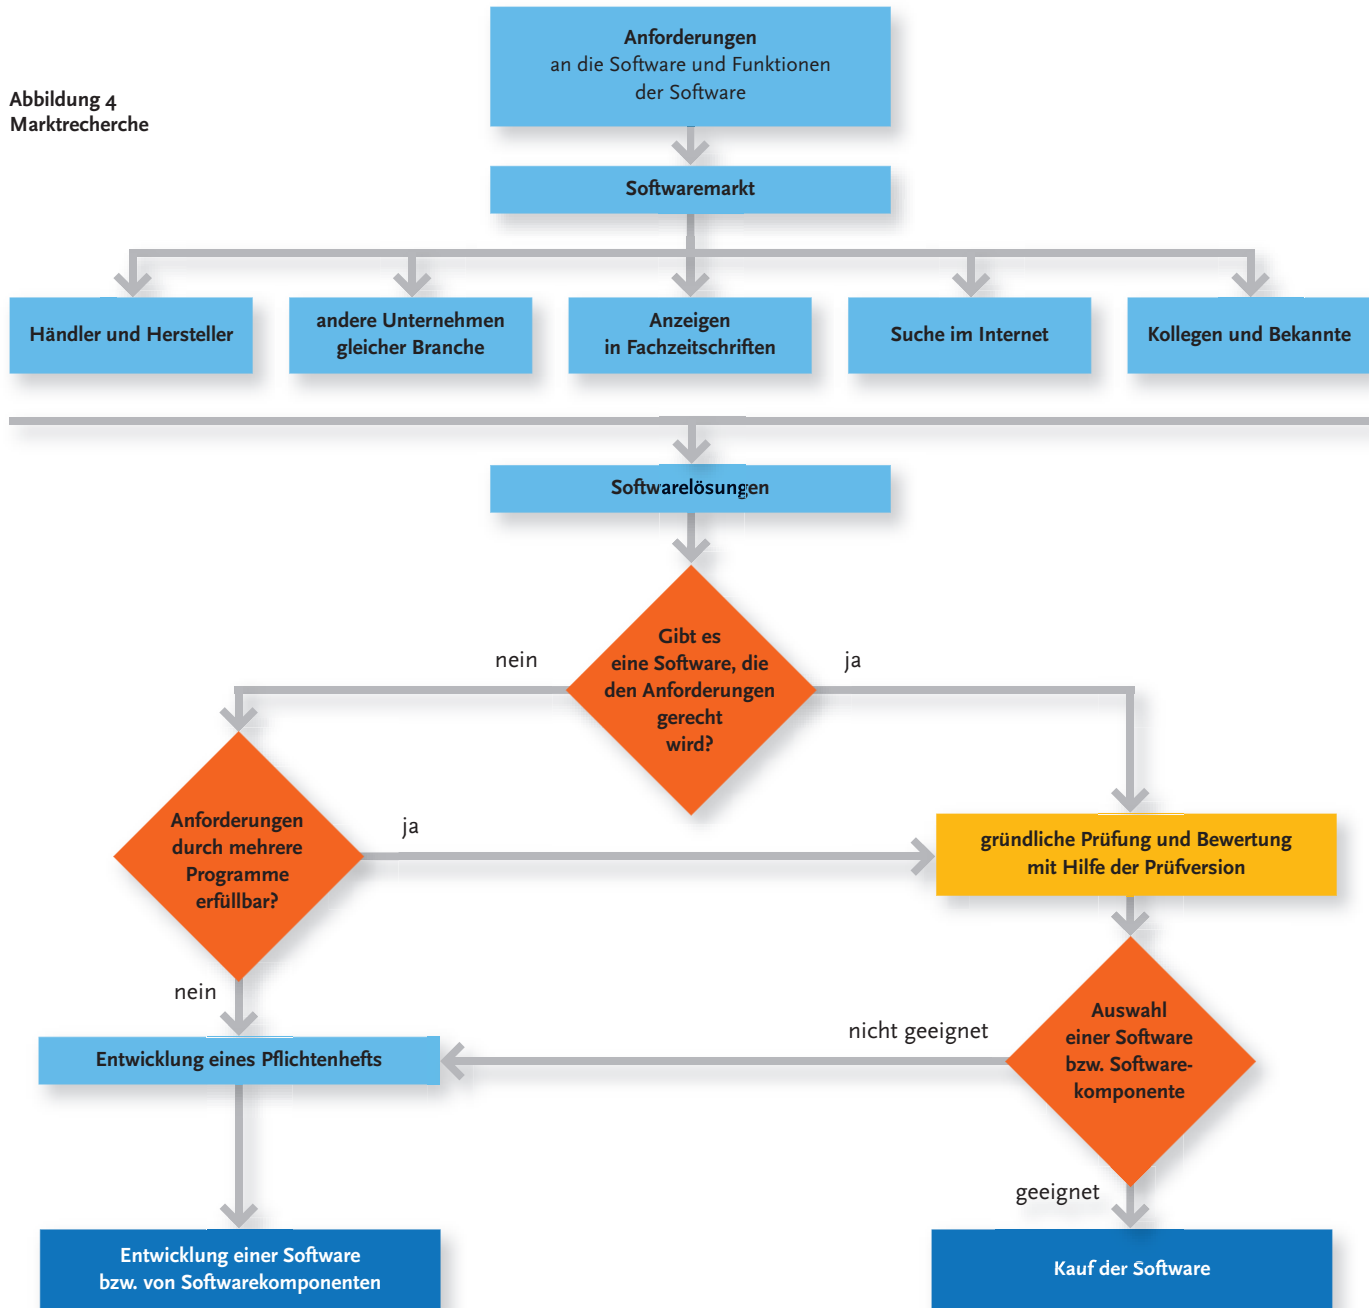 Anforderungen
an die Software und Funktionen
der Software
Abbildung 4
Marktrecherche
Softwaremarkt
Händler und Hersteller
andere Unternehmen
gleicher Branche
Anzeigen
in Fachzeitschriften
Suche im Internet
Kollegen und Bekannte
Softwarelösungen
Gibt es
eine Software, die
den Anforderungen
gerecht
wird?
nein
ja
Anforderungen
durch mehrere
Programme
erfüllbar?
ja
gründliche Prüfung und Bewertung
mit Hilfe der Prüfversion
nein
Auswahl
einer Software
bzw. Software-
komponente
nicht geeignet
Entwicklung eines Pflichtenhefts
geeignet
Entwicklung einer Software
bzw. von Softwarekomponenten
Kauf der Software